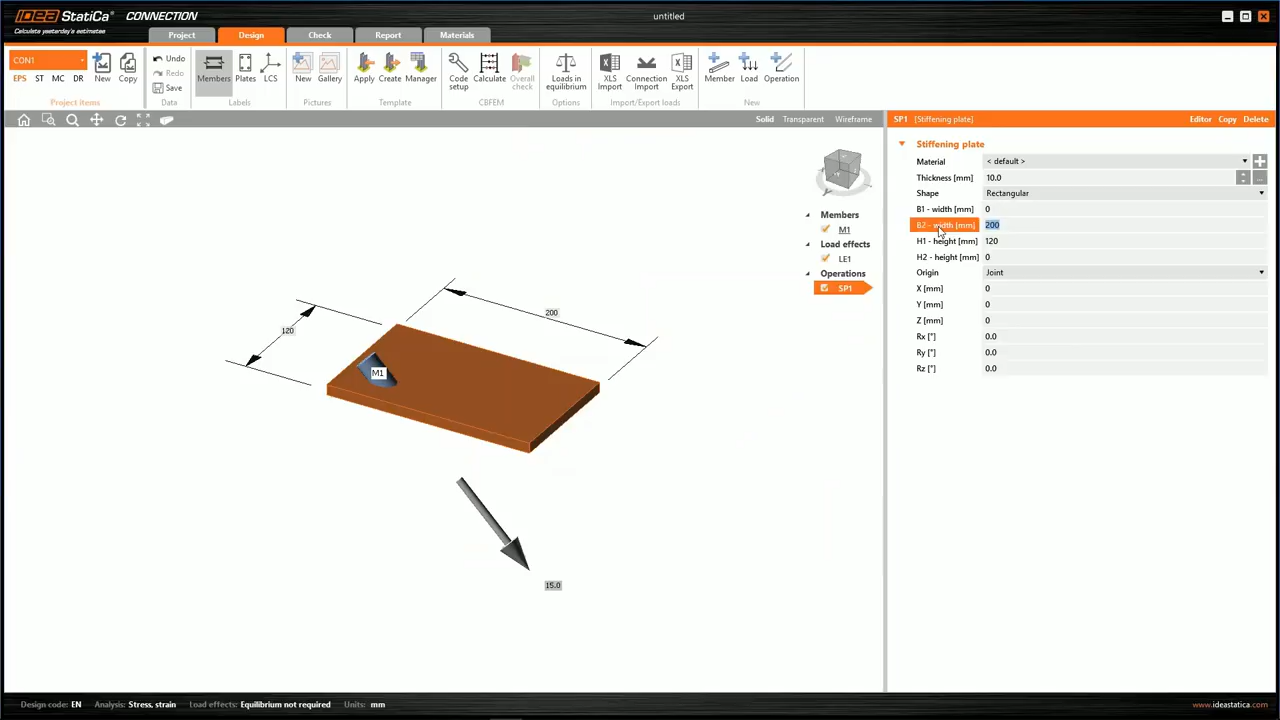 IDEA StatiCa® CONNECTION
Calculate yesterday's estimates
untitled
Project Design Check Report Materials
CON1
EPS ST MC DR
New Copy
Project items
Undo
Redo
Save
Data
Members Plates LCS
Labels
New Gallery
Pictures
Apply Create Manager
Template
Code setup Calculate Overall check
CBFEM
Loads in equilibrium
Options
XLS Import Connection Import XLS Export
Import/Export loads
Member Load Operation
New
Solid Transparent Wireframe
SP1 [Stiffening plate] Editor Copy Delete
Stiffening plate
Material < default >
Thickness [mm] 10.0 ...
Shape Rectangular
B1 - width [mm] 0
B2 - width [mm] 200
H1 - height [mm] 120
H2 - height [mm] 0
Origin Joint
X [mm] 0
Y [mm] 0
Z [mm] 0
Rx [°] 0.0
Ry [°] 0.0
Rz [°] 0.0
Members
M1
Load effects
LE1
Operations
SP1
200
120
M1
15.0
Design code: EN Analysis: Stress, strain Load effects: Equilibrium not required Units: mm
www.ideastatica.com